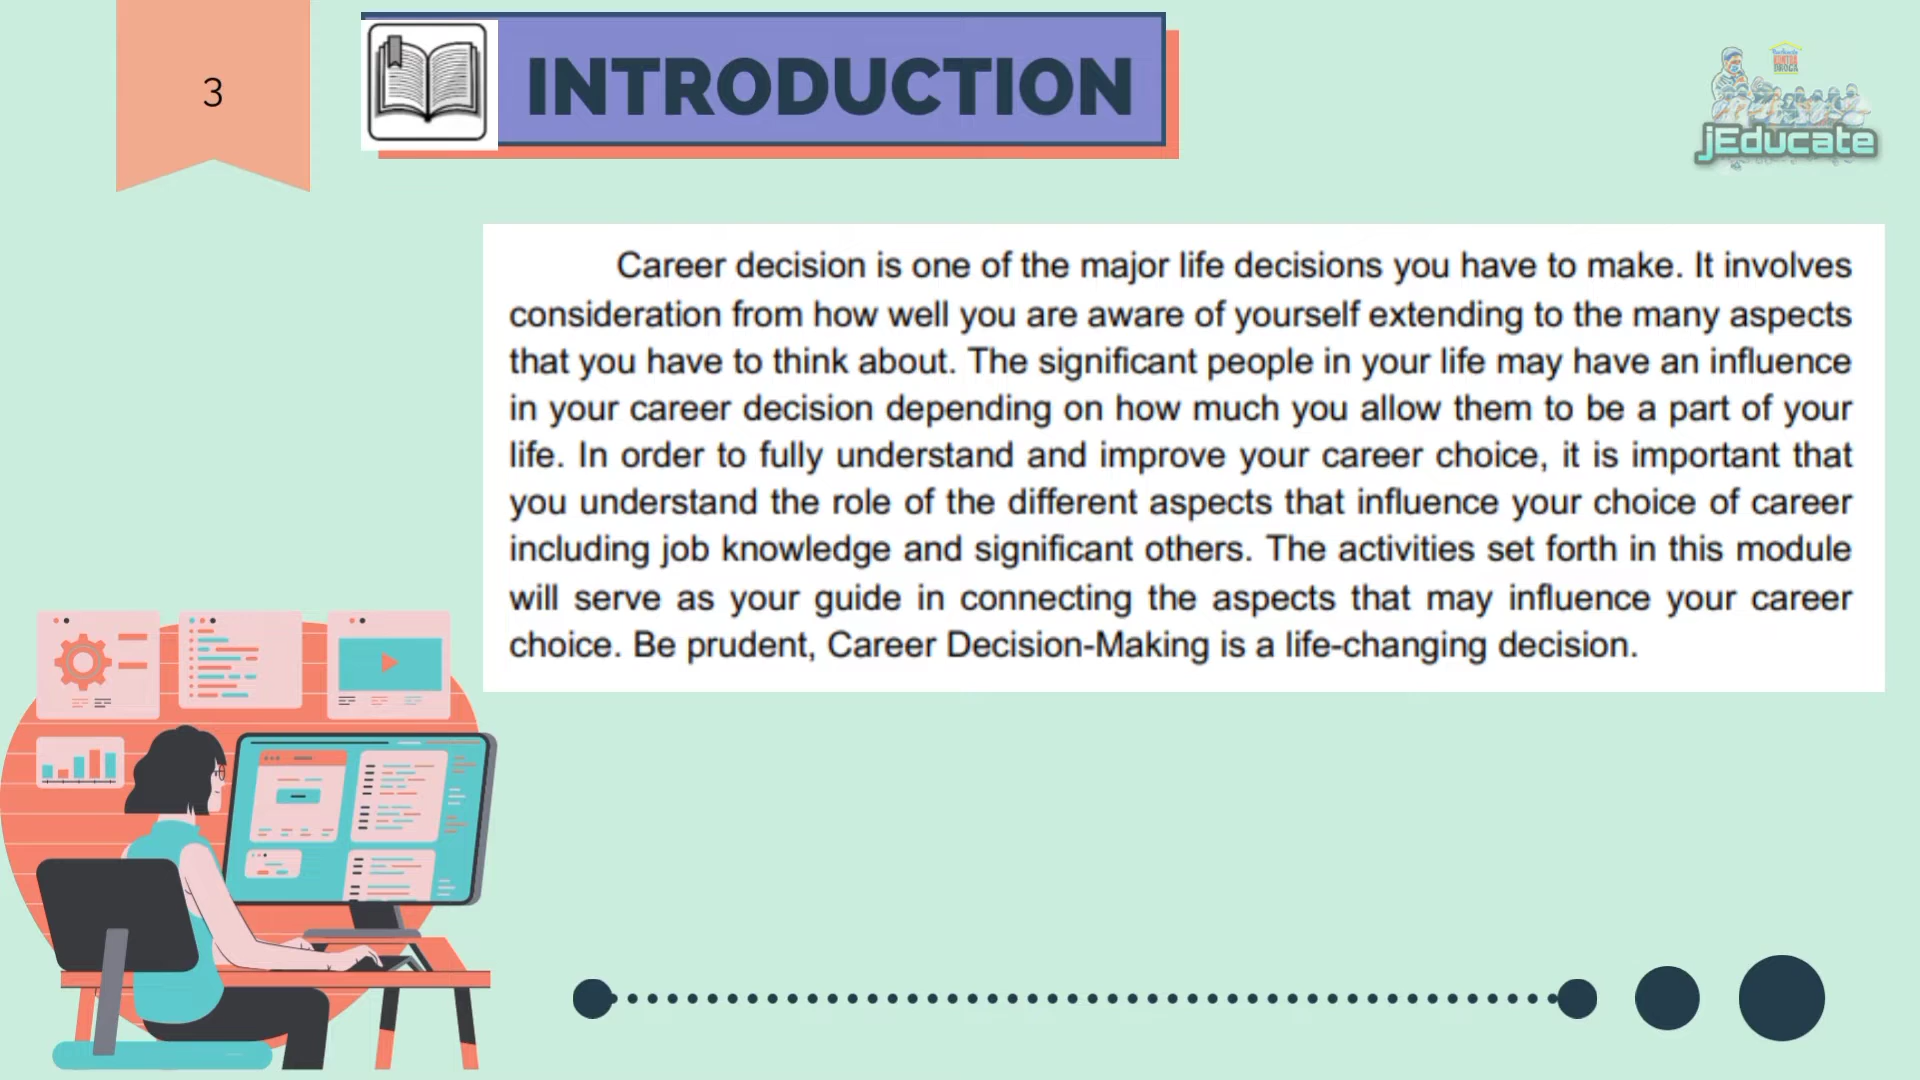 3
INTRODUCTION
jEducate
Career decision is one of the major life decisions you have to make. It involves
consideration from how well you are aware of yourself extending to the many aspects
that you have to think about. The significant people in your life may have an influence
in your career decision depending on how much you allow them to be a part of your
life. In order to fully understand and improve your career choice, it is important that
you understand the role of the different aspects that influence your choice of career
including job knowledge and significant others. The activities set forth in this module
will serve as your guide in connecting the aspects that may influence your career
choice. Be prudent, Career Decision-Making is a life-changing decision.